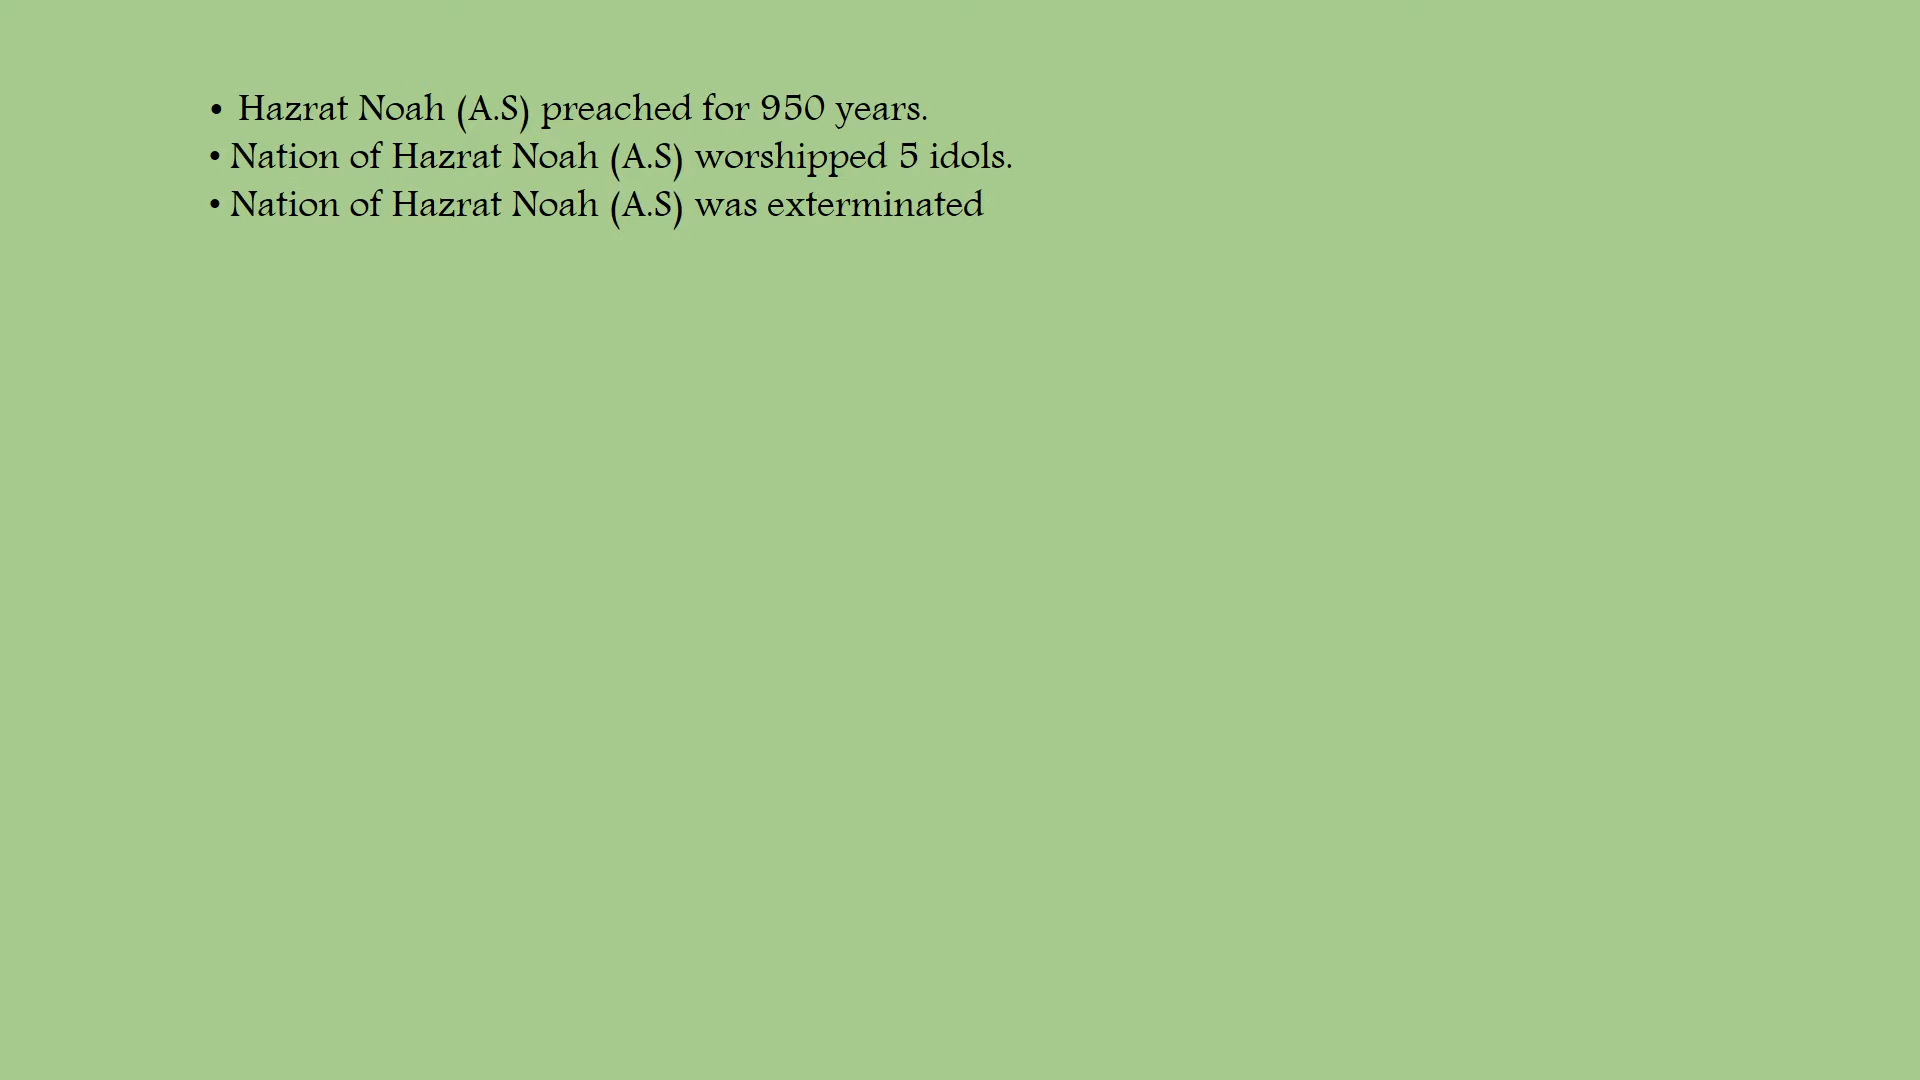 • Hazrat Noah (A.S) preached for 950 years.
• Nation of Hazrat Noah (A.S) worshipped 5 idols.
• Nation of Hazrat Noah (A.S) was exterminated